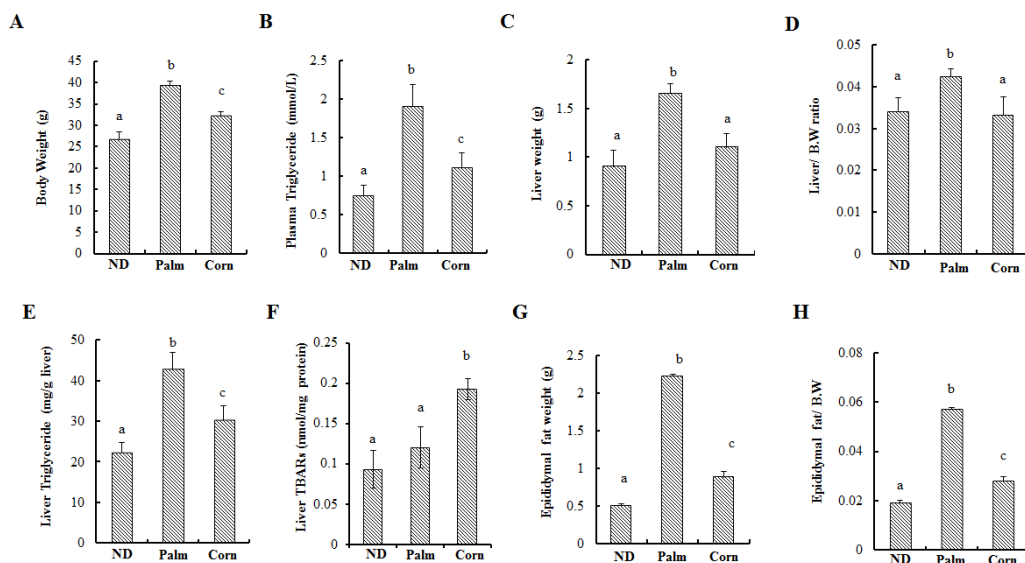 A
Body Weight (g)
45
40
35
30
25
20
15
10
5
0
a
b
c
ND Palm Corn
B
Plasma Triglyceride (mmol/L)
2.5
2
1.5
1
0.5
0
a
b
c
ND Palm Corn
C
Liver weight (g)
2
1.5
1
0.5
0
a
b
a
ND Palm Corn
D
Liver/ B.W ratio
0.05
0.04
0.03
0.02
0.01
0
a
b
a
ND Palm Corn
E
Liver Triglyceride (mg/g liver)
50
40
30
20
10
0
a
b
c
ND Palm Corn
F
Liver TBARs (nmol/mg protein)
0.25
0.2
0.15
0.1
0.05
0
a
a
b
ND Palm Corn
G
Epididymal fat weight (g)
2.5
2
1.5
1
0.5
0
a
b
c
ND Palm Corn
H
Epididymal fat/ B.W
0.08
0.06
0.04
0.02
0
a
b
c
ND Palm Corn